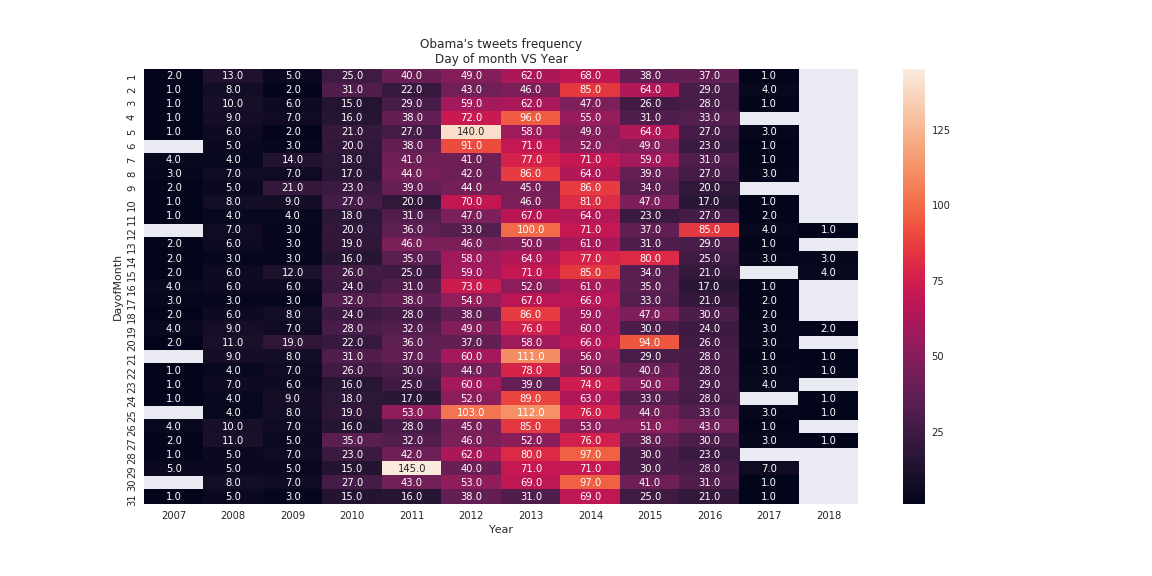 Obama's tweets frequency
Day of month VS Year
1 2.0 13.0 5.0 25.0 40.0 49.0 62.0 68.0 38.0 37.0 1.0
2 1.0 8.0 2.0 31.0 22.0 43.0 46.0 85.0 64.0 29.0 4.0
3 1.0 10.0 6.0 15.0 29.0 59.0 62.0 47.0 26.0 28.0 1.0
4 1.0 9.0 7.0 16.0 38.0 72.0 96.0 55.0 31.0 33.0
5 1.0 6.0 2.0 21.0 27.0 140.0 58.0 49.0 64.0 27.0 3.0
6 5.0 3.0 20.0 38.0 91.0 71.0 52.0 49.0 23.0 1.0
7 4.0 4.0 14.0 18.0 41.0 41.0 77.0 71.0 59.0 31.0 1.0
8 3.0 7.0 7.0 17.0 44.0 42.0 86.0 64.0 39.0 27.0 3.0
9 2.0 5.0 21.0 23.0 39.0 44.0 45.0 86.0 34.0 20.0
10 1.0 8.0 9.0 27.0 20.0 70.0 46.0 81.0 47.0 17.0 1.0
11 1.0 4.0 4.0 18.0 31.0 47.0 67.0 64.0 23.0 27.0 2.0
12 7.0 3.0 20.0 36.0 33.0 100.0 71.0 37.0 85.0 4.0 1.0
13 2.0 6.0 3.0 19.0 46.0 46.0 50.0 61.0 31.0 29.0 1.0
14 2.0 3.0 3.0 16.0 35.0 58.0 64.0 77.0 80.0 25.0 3.0 3.0
15 2.0 6.0 12.0 26.0 25.0 59.0 71.0 85.0 34.0 21.0 4.0
16 4.0 6.0 6.0 24.0 31.0 73.0 52.0 61.0 35.0 17.0 1.0
17 3.0 3.0 3.0 32.0 38.0 54.0 67.0 66.0 33.0 21.0 2.0
18 2.0 6.0 8.0 24.0 28.0 38.0 86.0 59.0 47.0 30.0 2.0
19 4.0 9.0 7.0 28.0 32.0 49.0 76.0 60.0 30.0 24.0 3.0 2.0
20 2.0 11.0 19.0 22.0 36.0 37.0 58.0 66.0 94.0 26.0 3.0
21 9.0 8.0 31.0 37.0 60.0 111.0 56.0 29.0 28.0 1.0 1.0
22 1.0 4.0 7.0 26.0 30.0 44.0 78.0 50.0 40.0 28.0 3.0 1.0
23 1.0 7.0 6.0 16.0 25.0 60.0 39.0 74.0 50.0 29.0 4.0
24 1.0 4.0 9.0 18.0 17.0 52.0 89.0 63.0 33.0 28.0 1.0
25 4.0 8.0 19.0 53.0 103.0 112.0 76.0 44.0 33.0 3.0 1.0
26 4.0 10.0 7.0 16.0 28.0 45.0 85.0 53.0 51.0 43.0 1.0
27 2.0 11.0 5.0 35.0 32.0 46.0 52.0 76.0 38.0 30.0 3.0 1.0
28 1.0 5.0 7.0 23.0 42.0 62.0 80.0 97.0 30.0 23.0
29 5.0 5.0 5.0 15.0 145.0 40.0 71.0 71.0 30.0 28.0 7.0
30 8.0 7.0 27.0 43.0 53.0 69.0 97.0 41.0 31.0 1.0
31 1.0 5.0 3.0 15.0 16.0 38.0 31.0 69.0 25.0 21.0 1.0
2007 2008 2009 2010 2011 2012 2013 2014 2015 2016 2017 2018
Year
DayofMonth
125
100
75
50
25